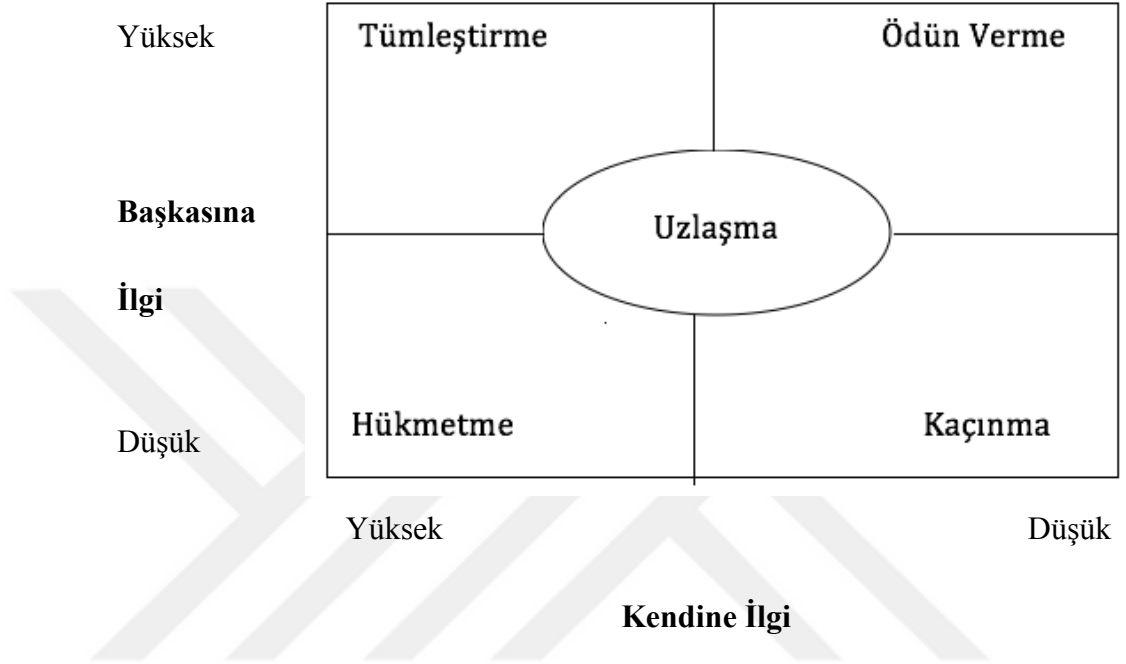 Yüksek
Tümleştirme
Ödün Verme
Başkasına
Uzlaşma
İlgi
Düşük
Hükmetme
Kaçınma
Yüksek
Düşük
Kendine İlgi